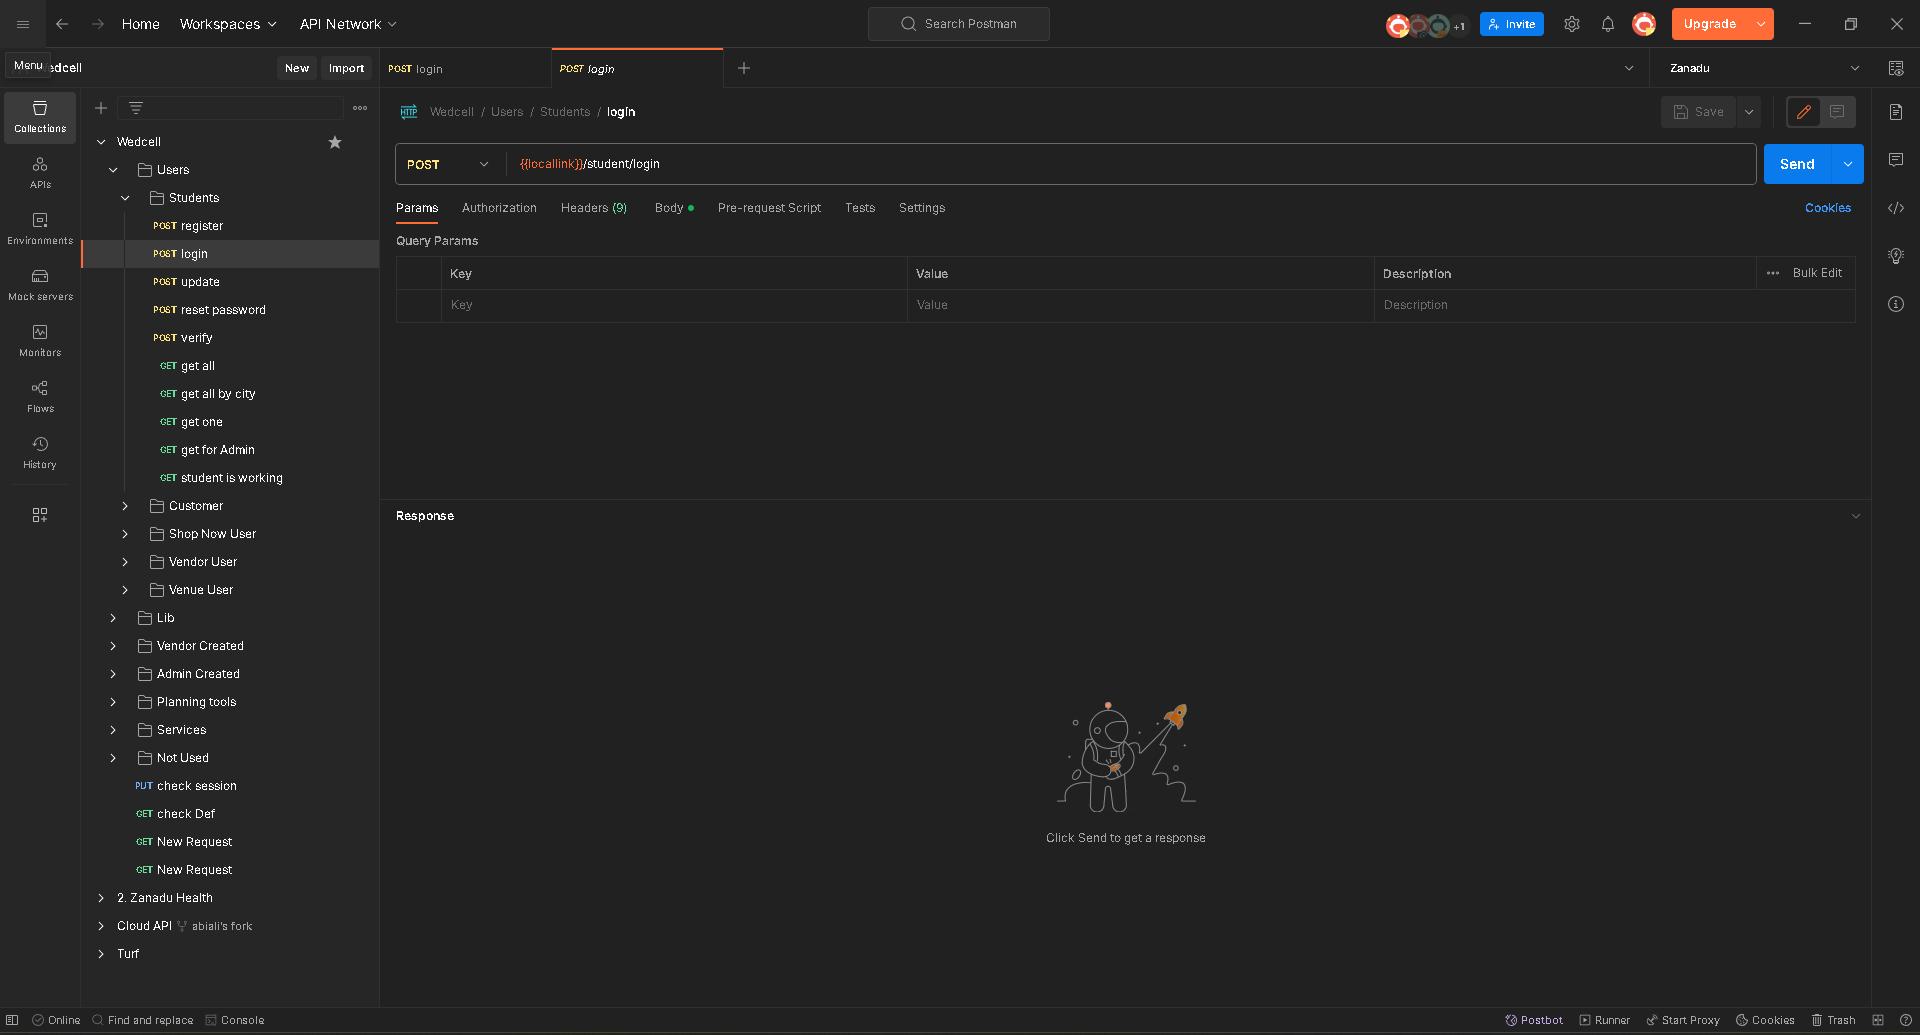 Home Workspaces API Network Search Postman +1 Invite Upgrade
Menu edcell New Import POST login POST login Zanadu
Wedcell / Users / Students / login Save
Collections
APIs
Environments
Mock servers
Monitors
Flows
History
Wedcell
Users
Students
POST register
POST login
POST update
POST reset password
POST verify
GET get all
GET get all by city
GET get one
GET get for Admin
GET student is working
Customer
Shop Now User
Vendor User
Venue User
Lib
Vendor Created
Admin Created
Planning tools
Services
Not Used
PUT check session
GET check Def
GET New Request
GET New Request
2. Zanadu Health
Cloud API abiali's fork
Turf
POST {{locallink}}/student/login Send
Params Authorization Headers (9) Body Pre-request Script Tests Settings Cookies
Query Params
Key Value Description Bulk Edit
Key Value Description
Response
Click Send to get a response
Online Find and replace Console Postbot Runner Start Proxy Cookies Trash